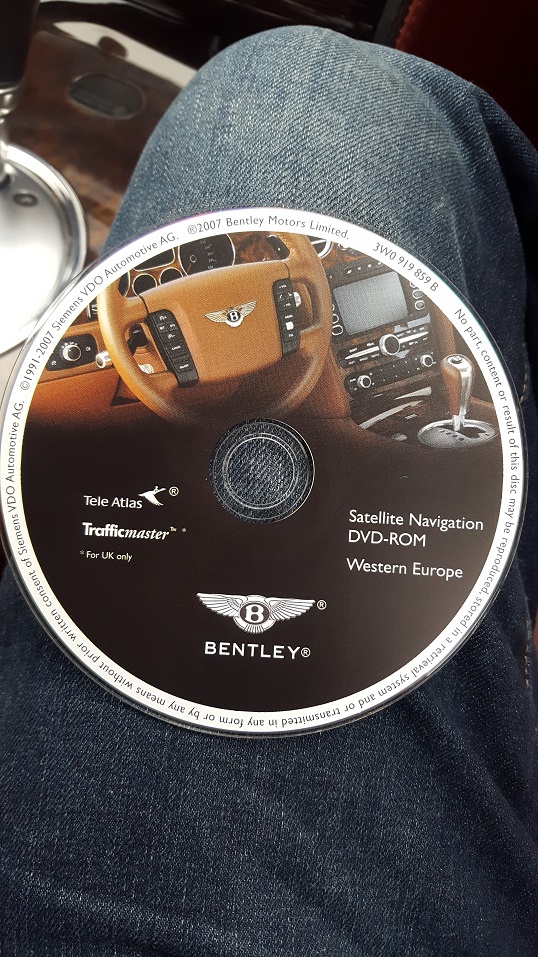 ©1991-2007 Siemens VDO Automotive AG. ®2007 Bentley Motors Limited. 3W0 919 859 B
No part, content or result of this disc may be reproduced, stored in a retrieval system and or transmitted in any form or by any means without prior written consent of Siemens VDO Automotive AG.
Tele Atlas ®
Trafficmaster™ *
* For UK only
Satellite Navigation
DVD-ROM
Western Europe
B ®
BENTLEY®